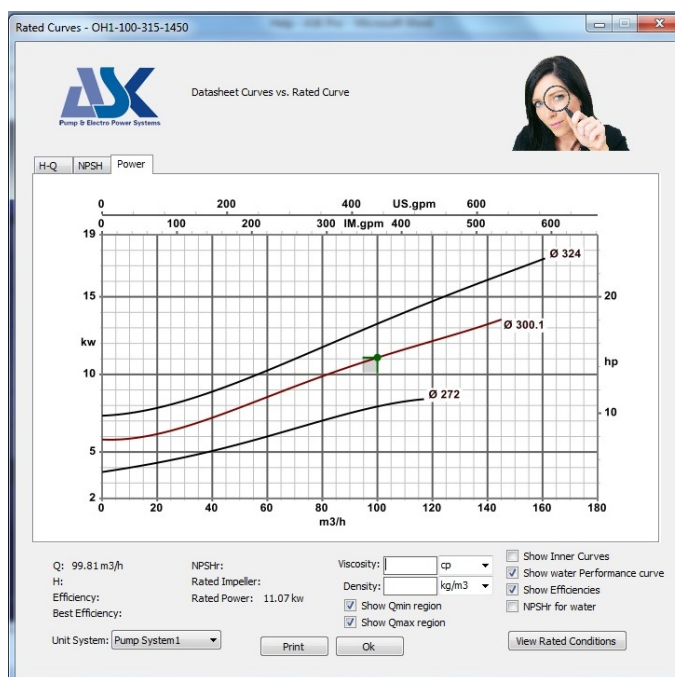 Rated Curves - OH1-100-315-1450
Help - ASK Pro - Microsoft Word
ASK
Pump & Electro Power Systems
Datasheet Curves vs. Rated Curve
H-Q NPSH Power
0 200 400 US.gpm 600
0 100 200 300 IM.gpm 400 500 600
19
Ø 324
15 20
Ø 300.1
kw
hp
10
Ø 272
10
5
2
0 20 40 60 80 100 120 140 160 180
m3/h
Q: 99.81 m3/h
H:
Efficiency:
Best Efficiency:
NPSHr:
Rated Impeller:
Rated Power: 11.07 kw
Viscosity: cp
Density: kg/m3
Show Qmin region
Show Qmax region
Show Inner Curves
Show water Performance curve
Show Efficiencies
NPSHr for water
Unit System: Pump System1
Print
Ok
View Rated Conditions